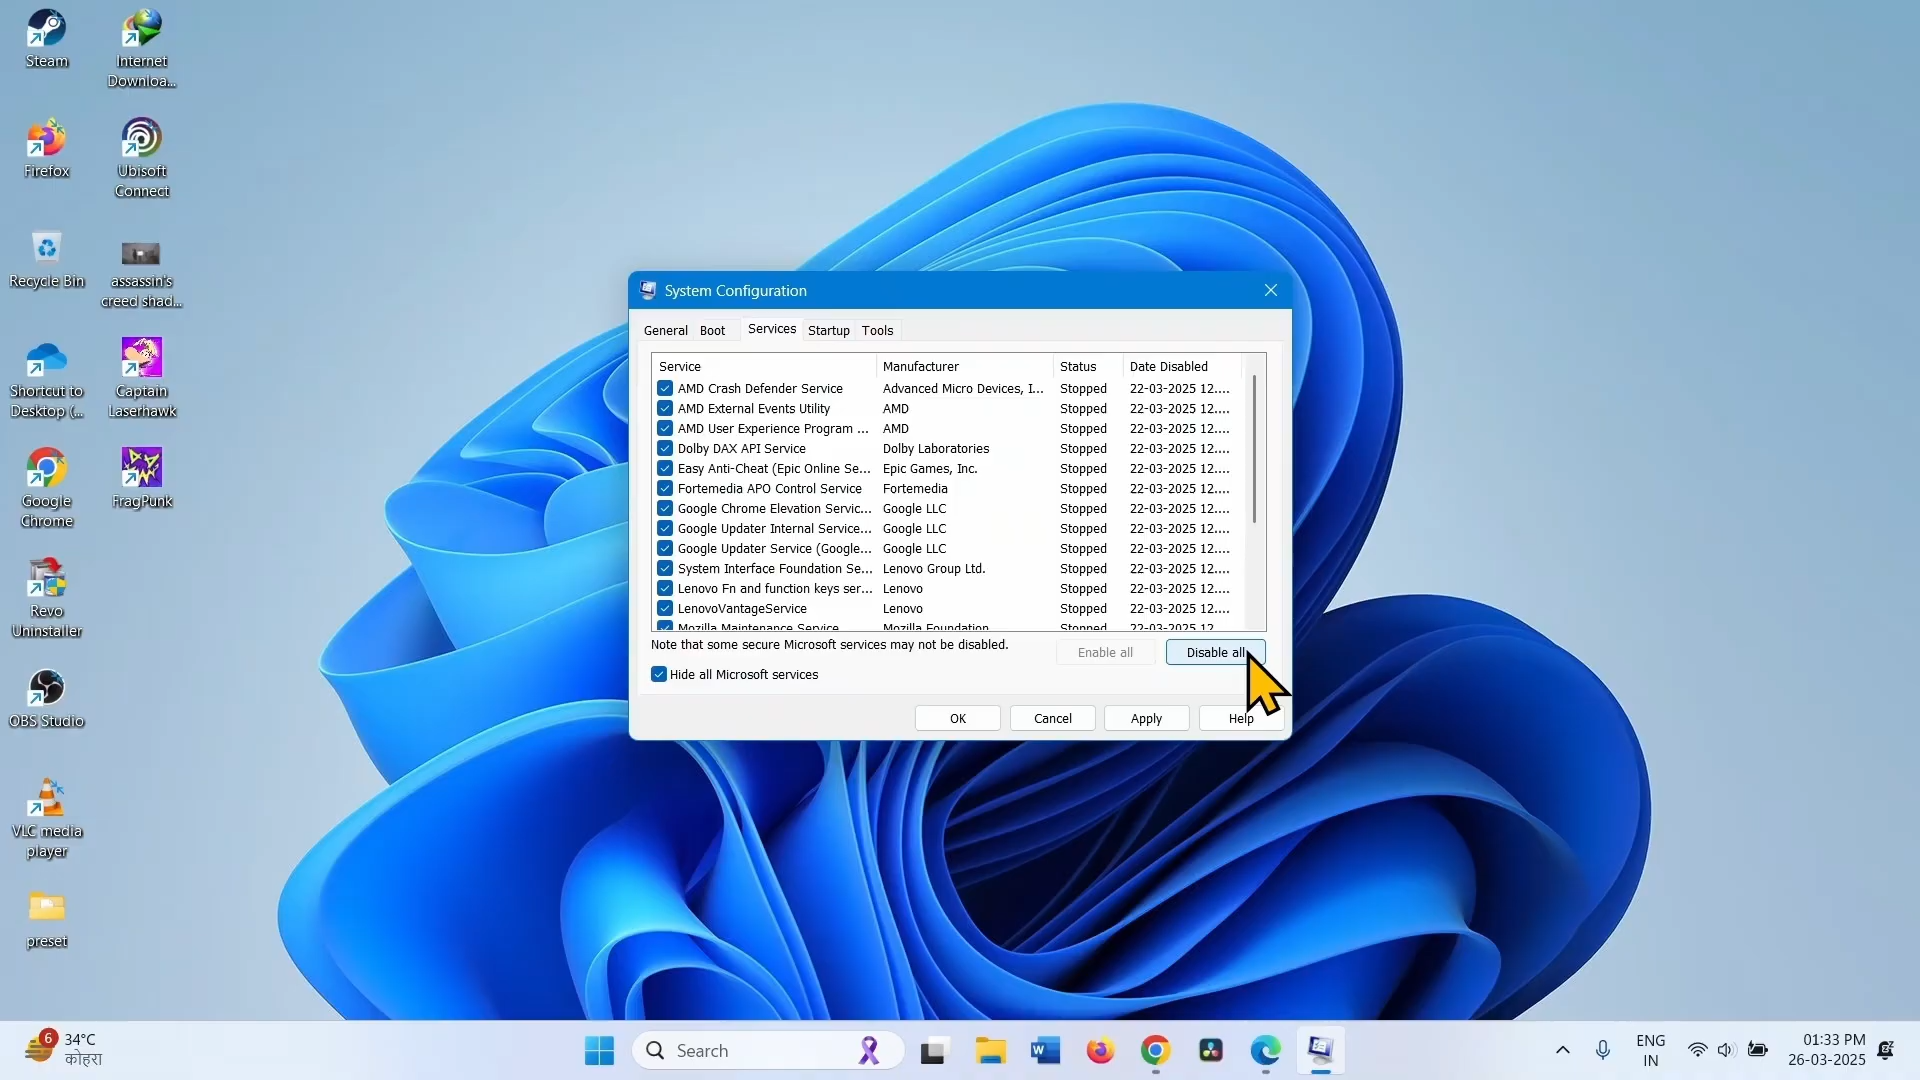 Steam
Internet
Downloa...
Firefox
Ubisoft
Connect
Recycle Bin
assassin's
creed shad...
Shortcut to
Desktop (...
Captain
Laserhawk
Google
Chrome
FragPunk
Revo
Uninstaller
OBS Studio
VLC media
player
preset
System Configuration
General Boot Services Startup Tools
Service Manufacturer Status Date Disabled
AMD Crash Defender Service Advanced Micro Devices, I... Stopped 22-03-2025 12....
AMD External Events Utility AMD Stopped 22-03-2025 12....
AMD User Experience Program ... AMD Stopped 22-03-2025 12....
Dolby DAX API Service Dolby Laboratories Stopped 22-03-2025 12....
Easy Anti-Cheat (Epic Online Se... Epic Games, Inc. Stopped 22-03-2025 12....
Fortemedia APO Control Service Fortemedia Stopped 22-03-2025 12....
Google Chrome Elevation Servic... Google LLC Stopped 22-03-2025 12....
Google Updater Internal Service... Google LLC Stopped 22-03-2025 12....
Google Updater Service (Google... Google LLC Stopped 22-03-2025 12....
System Interface Foundation Se... Lenovo Group Ltd. Stopped 22-03-2025 12....
Lenovo Fn and function keys ser... Lenovo Stopped 22-03-2025 12....
LenovoVantageService Lenovo Stopped 22-03-2025 12....
Mozilla Maintenance Service Mozilla Foundation Stopped 22-03-2025 12....
Note that some secure Microsoft services may not be disabled.
Enable all Disable all
Hide all Microsoft services
OK Cancel Apply Help
6
34°C
कोहरा
Search
ENG
IN
01:33 PM
26-03-2025